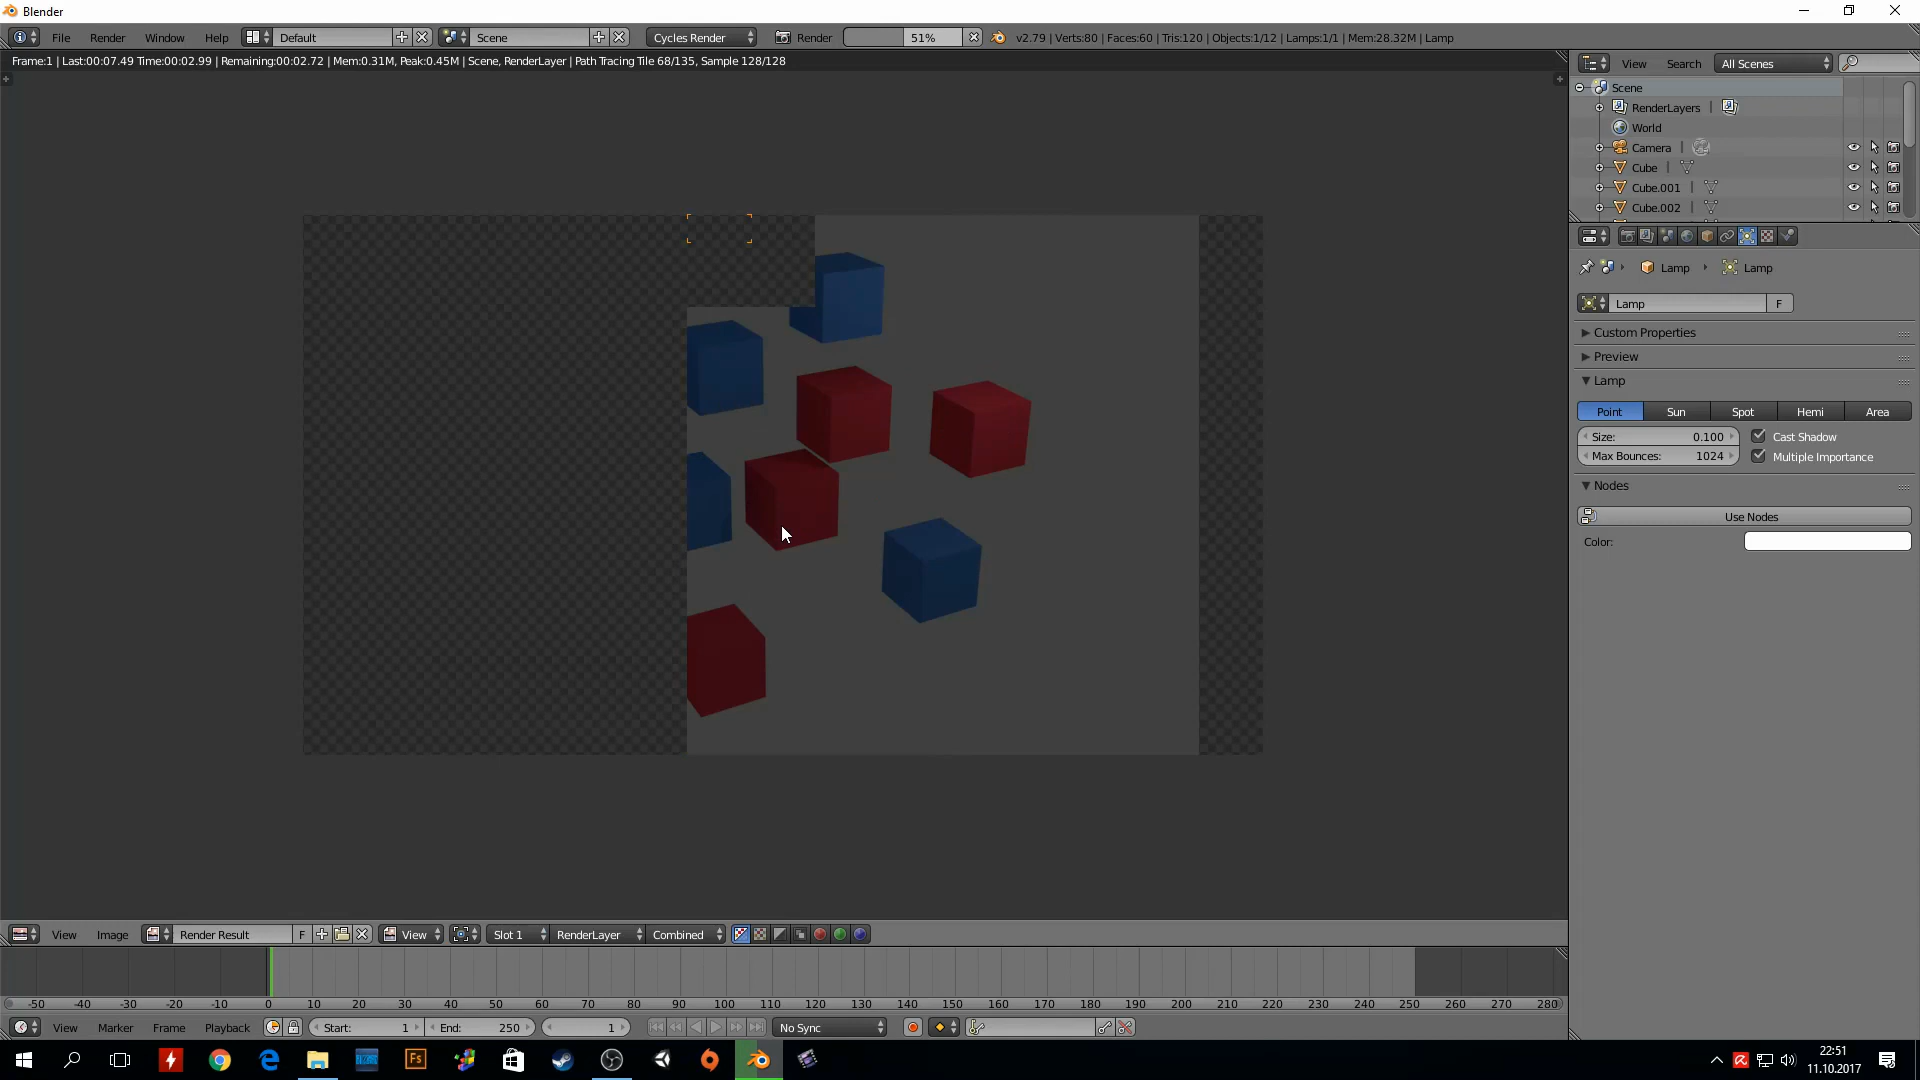 Blender
File Render Window Help Default Scene Cycles Render Render 51% v2.79 | Verts:80 | Faces:60 | Tris:120 | Objects:1/12 | Lamps:1/1 | Mem:28.32M | Lamp
Frame:1 | Last:00:07.49 Time:00:02.99 | Remaining:00:02.72 | Mem:0.31M, Peak:0.45M | Scene, RenderLayer | Path Tracing Tile 68/135, Sample 128/128
View Search All Scenes
Scene
RenderLayers |
World
Camera |
Cube |
Cube.001 |
Cube.002 |
Lamp Lamp
Lamp F
Custom Properties
Preview
Lamp
Point Sun Spot Hemi Area
Size: 0.100 Cast Shadow
Max Bounces: 1024 Multiple Importance
Nodes
Use Nodes
Color:
View Image Render Result F View Slot 1 RenderLayer Combined
-50 -40 -30 -20 -10 0 10 20 30 40 50 60 70 80 90 100 110 120 130 140 150 160 170 180 190 200 210 220 230 240 250 260 270 280
View Marker Frame Playback Start: 1 End: 250 1 No Sync
Fs
22:51
11.10.2017